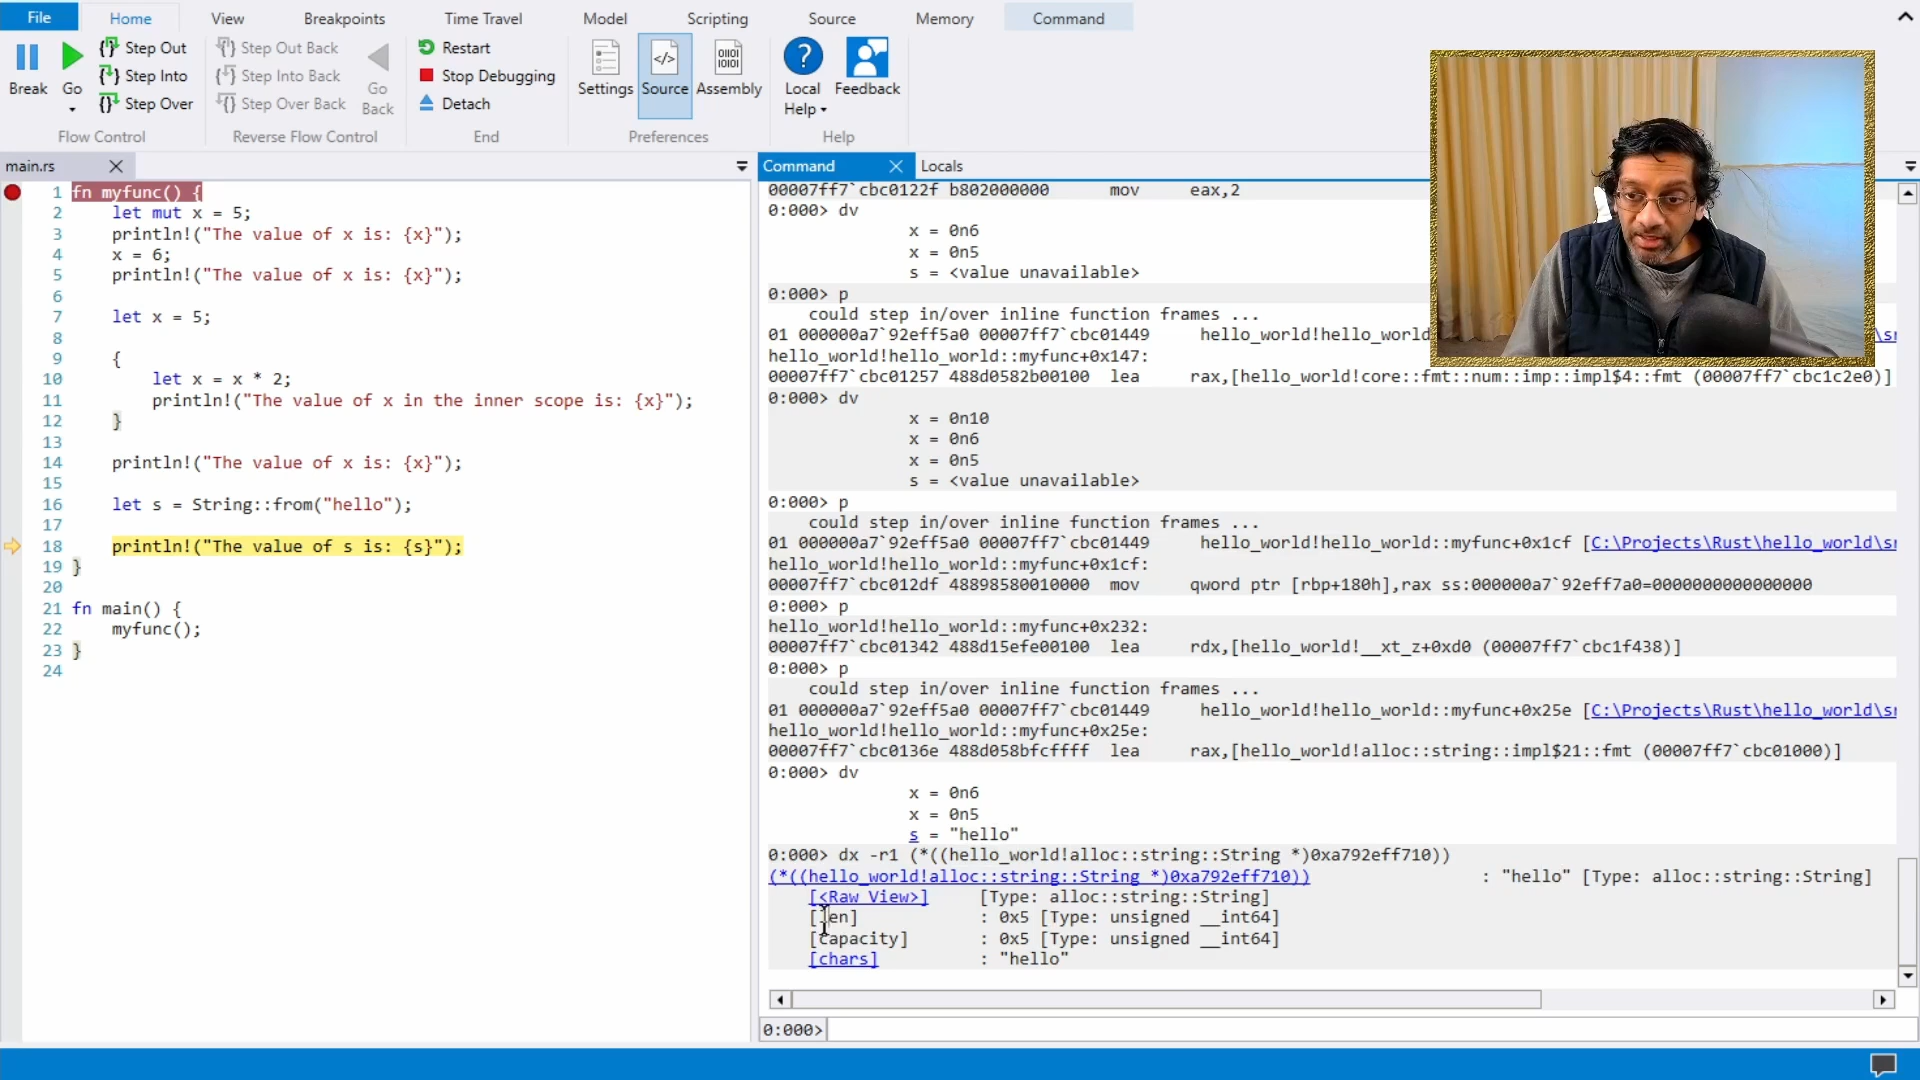 File Home View Breakpoints Time Travel Model Scripting Source Memory Command
Break
Go
Step Out
Step Into
Step Over
Flow Control
Step Out Back
Step Into Back
Step Over Back
Go Back
Reverse Flow Control
Restart
Stop Debugging
Detach
End
Settings
Source
Assembly
Preferences
Local Help
Feedback
Help
main.rs
1 fn myfunc() {
2 let mut x = 5;
3 println!("The value of x is: {x}");
4 x = 6;
5 println!("The value of x is: {x}");
6
7 let x = 5;
8
9 {
10 let x = x * 2;
11 println!("The value of x in the inner scope is: {x}");
12 }
13
14 println!("The value of x is: {x}");
15
16 let s = String::from("hello");
17
18 println!("The value of s is: {s}");
19 }
20
21 fn main() {
22 myfunc();
23 }
24
Command Locals
00007ff7`cbc0122f b802000000 mov eax,2
0:000> dv
x = 0n6
x = 0n5
s = <value unavailable>
0:000> p
could step in/over inline function frames ...
01 000000a7`92eff5a0 00007ff7`cbc01449 hello_world!hello_world
hello_world!hello_world::myfunc+0x147:
00007ff7`cbc01257 488d0582b00100 lea rax,[hello_world!core::fmt::num::imp::impl$4::fmt (00007ff7`cbc1c2e0)]
0:000> dv
x = 0n10
x = 0n6
x = 0n5
s = <value unavailable>
0:000> p
could step in/over inline function frames ...
01 000000a7`92eff5a0 00007ff7`cbc01449 hello_world!hello_world::myfunc+0x1cf [C:\Projects\Rust\hello_world\sr
hello_world!hello_world::myfunc+0x1cf:
00007ff7`cbc012df 48898580010000 mov qword ptr [rbp+180h],rax ss:000000a7`92eff7a0=0000000000000000
0:000> p
hello_world!hello_world::myfunc+0x232:
00007ff7`cbc01342 488d15efe00100 lea rdx,[hello_world!__xt_z+0xd0 (00007ff7`cbc1f438)]
0:000> p
could step in/over inline function frames ...
01 000000a7`92eff5a0 00007ff7`cbc01449 hello_world!hello_world::myfunc+0x25e [C:\Projects\Rust\hello_world\sr
hello_world!hello_world::myfunc+0x25e:
00007ff7`cbc0136e 488d058bfcffff lea rax,[hello_world!alloc::string::impl$21::fmt (00007ff7`cbc01000)]
0:000> dv
x = 0n6
x = 0n5
s = "hello"
0:000> dx -r1 (*((hello_world!alloc::string::String *)0xa792eff710))
(*((hello_world!alloc::string::String *)0xa792eff710)) : "hello" [Type: alloc::string::String]
[<Raw View>] [Type: alloc::string::String]
[len] : 0x5 [Type: unsigned __int64]
[capacity] : 0x5 [Type: unsigned __int64]
[chars] : "hello"
0:000>